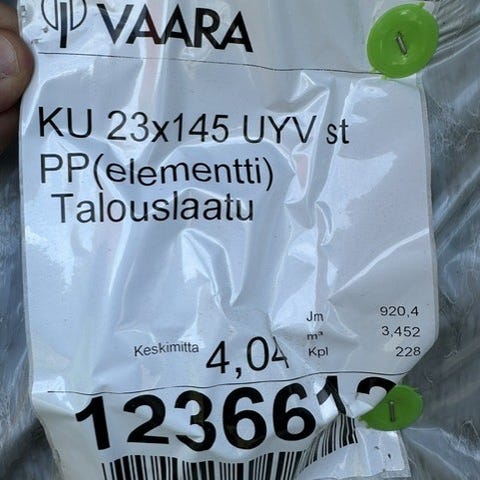 VAARA
KU 23x145 UYV st
PP(elementti)
Talouslaatu
Jm 920,4
m³ 3,452
Keskimitta 4,04 Kpl 228
1236612